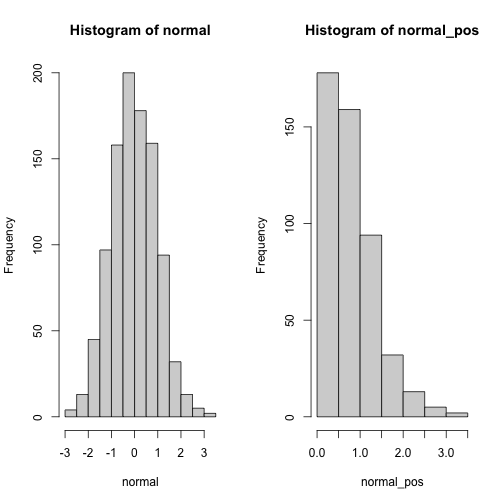 Histogram of normal
Frequency
0
50
100
150
200
-3 -2 -1 0 1 2 3
normal
Histogram of normal_pos
Frequency
0
50
100
150
0.0 1.0 2.0 3.0
normal_pos